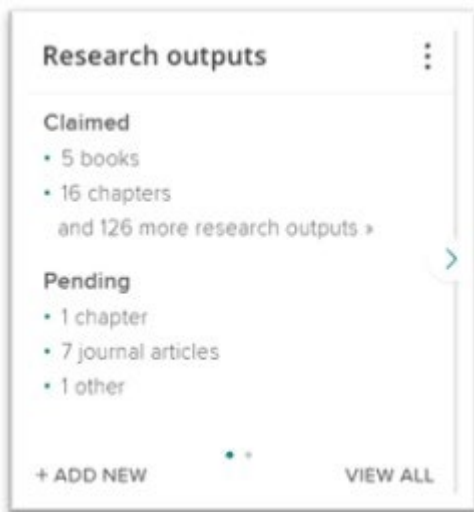 Research outputs
Claimed
• 5 books
• 16 chapters
and 126 more research outputs »
Pending
• 1 chapter
• 7 journal articles
• 1 other
+ ADD NEW
VIEW ALL